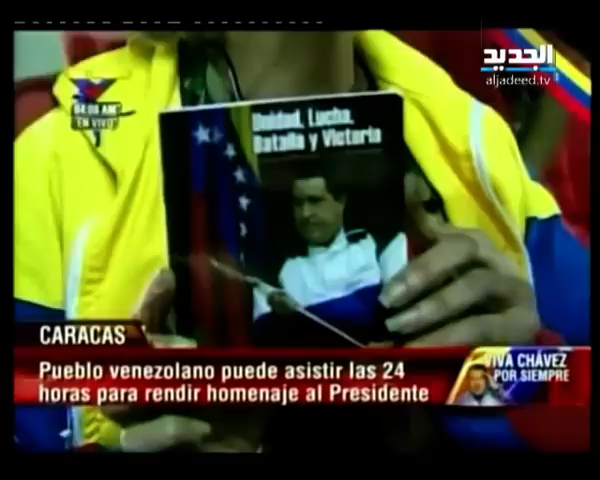 الجديد
aljadeed.tv
04:06 AM
EN VIVO
Unidad, Lucha,
Batalla y Victoria
CARACAS
Pueblo venezolano puede asistir las 24
horas para rendir homenaje al Presidente
VIVA CHÁVEZ
POR SIEMPRE